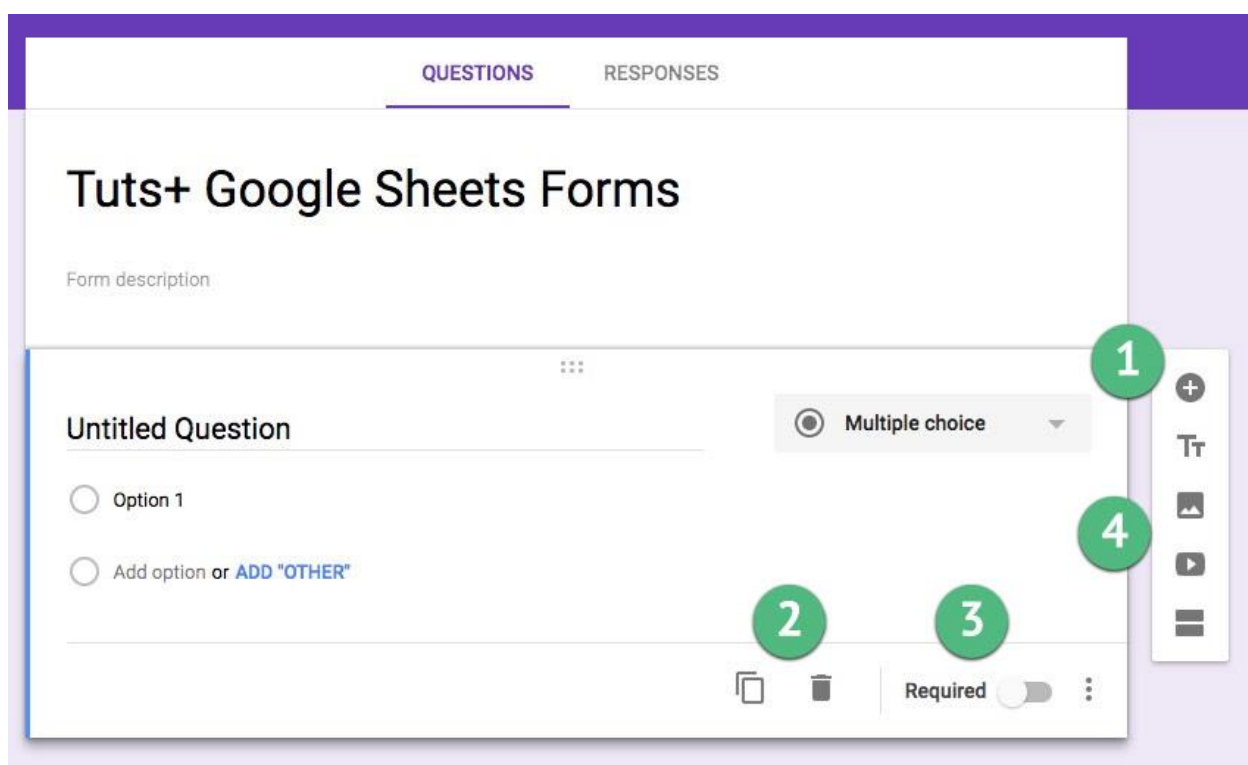 QUESTIONS RESPONSES
Tuts+ Google Sheets Forms
Form description
1
Untitled Question
Multiple choice
Tт
Option 1
4
Add option or ADD "OTHER"
2
3
Required